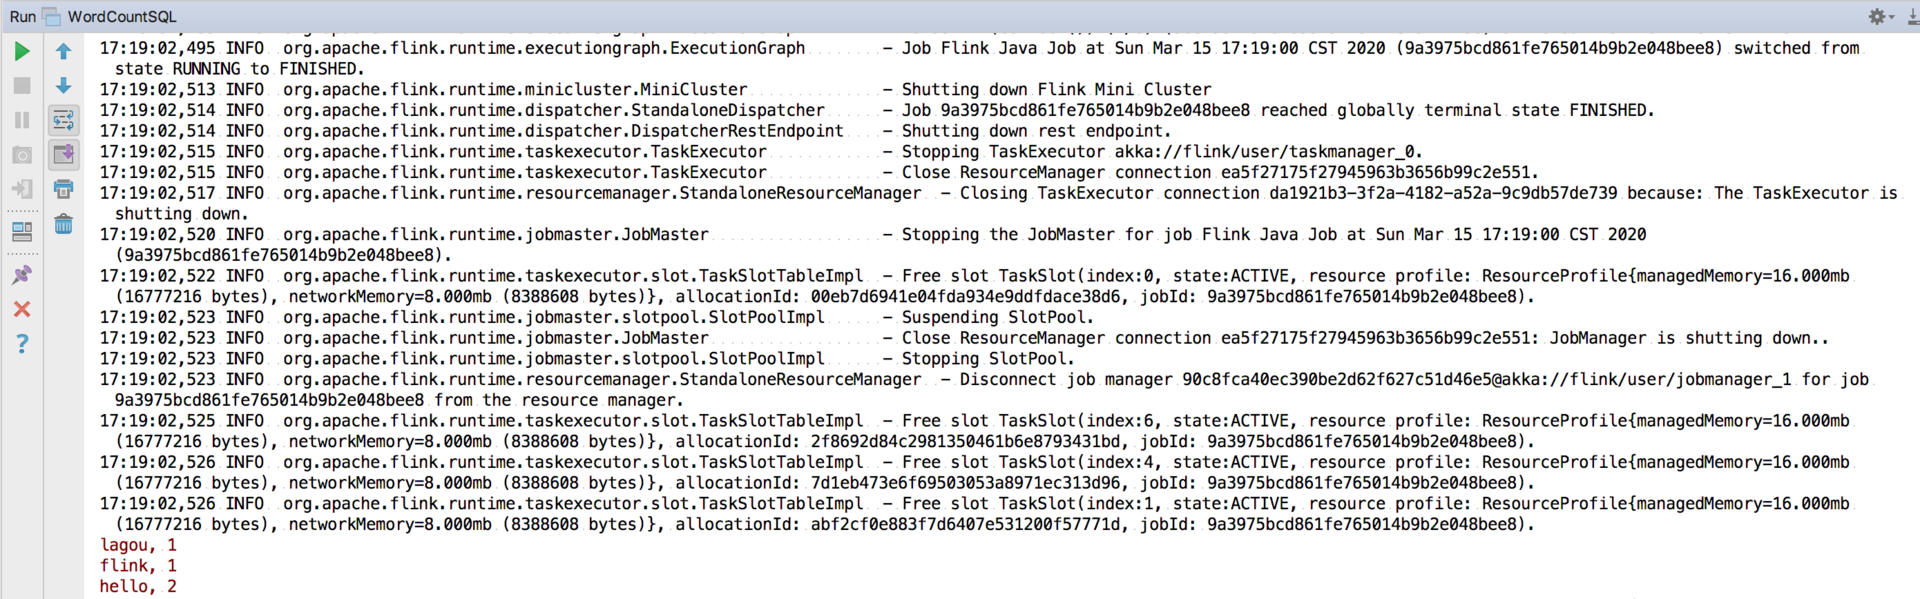 Run WordCountSQL
17:19:02,495 INFO org.apache.flink.runtime.executiongraph.ExecutionGraph - Job Flink Java Job at Sun Mar 15 17:19:00 CST 2020 (9a3975bcd861fe765014b9b2e048bee8) switched from
state RUNNING to FINISHED.
17:19:02,513 INFO org.apache.flink.runtime.minicluster.MiniCluster - Shutting down Flink Mini Cluster
17:19:02,514 INFO org.apache.flink.runtime.dispatcher.StandaloneDispatcher - Job 9a3975bcd861fe765014b9b2e048bee8 reached globally terminal state FINISHED.
17:19:02,514 INFO org.apache.flink.runtime.dispatcher.DispatcherRestEndpoint - Shutting down rest endpoint.
17:19:02,515 INFO org.apache.flink.runtime.taskexecutor.TaskExecutor - Stopping TaskExecutor akka://flink/user/taskmanager_0.
17:19:02,515 INFO org.apache.flink.runtime.taskexecutor.TaskExecutor - Close ResourceManager connection ea5f27175f27945963b3656b99c2e551.
17:19:02,517 INFO org.apache.flink.runtime.resourcemanager.StandaloneResourceManager - Closing TaskExecutor connection da1921b3-3f2a-4182-a52a-9c9db57de739 because: The TaskExecutor is
shutting down.
17:19:02,520 INFO org.apache.flink.runtime.jobmaster.JobMaster - Stopping the JobMaster for job Flink Java Job at Sun Mar 15 17:19:00 CST 2020
(9a3975bcd861fe765014b9b2e048bee8).
17:19:02,522 INFO org.apache.flink.runtime.taskexecutor.slot.TaskSlotTableImpl - Free slot TaskSlot(index:0, state:ACTIVE, resource profile: ResourceProfile{managedMemory=16.000mb
(16777216 bytes), networkMemory=8.000mb (8388608 bytes)}, allocationId: 00eb7d6941e04fda934e9ddfdace38d6, jobId: 9a3975bcd861fe765014b9b2e048bee8).
17:19:02,523 INFO org.apache.flink.runtime.jobmaster.slotpool.SlotPoolImpl - Suspending SlotPool.
17:19:02,523 INFO org.apache.flink.runtime.jobmaster.JobMaster - Close ResourceManager connection ea5f27175f27945963b3656b99c2e551: JobManager is shutting down..
17:19:02,523 INFO org.apache.flink.runtime.jobmaster.slotpool.SlotPoolImpl - Stopping SlotPool.
17:19:02,523 INFO org.apache.flink.runtime.resourcemanager.StandaloneResourceManager - Disconnect job manager 90c8fca40ec390be2d62f627c51d46e5@akka://flink/user/jobmanager_1 for job
9a3975bcd861fe765014b9b2e048bee8 from the resource manager.
17:19:02,525 INFO org.apache.flink.runtime.taskexecutor.slot.TaskSlotTableImpl - Free slot TaskSlot(index:6, state:ACTIVE, resource profile: ResourceProfile{managedMemory=16.000mb
(16777216 bytes), networkMemory=8.000mb (8388608 bytes)}, allocationId: 2f8692d84c2981350461b6e8793431bd, jobId: 9a3975bcd861fe765014b9b2e048bee8).
17:19:02,526 INFO org.apache.flink.runtime.taskexecutor.slot.TaskSlotTableImpl - Free slot TaskSlot(index:4, state:ACTIVE, resource profile: ResourceProfile{managedMemory=16.000mb
(16777216 bytes), networkMemory=8.000mb (8388608 bytes)}, allocationId: 7d1eb473e6f69503053a8971ec313d96, jobId: 9a3975bcd861fe765014b9b2e048bee8).
17:19:02,526 INFO org.apache.flink.runtime.taskexecutor.slot.TaskSlotTableImpl - Free slot TaskSlot(index:1, state:ACTIVE, resource profile: ResourceProfile{managedMemory=16.000mb
(16777216 bytes), networkMemory=8.000mb (8388608 bytes)}, allocationId: abf2cf0e883f7d6407e531200f57771d, jobId: 9a3975bcd861fe765014b9b2e048bee8).
lagou, 1
flink, 1
hello, 2